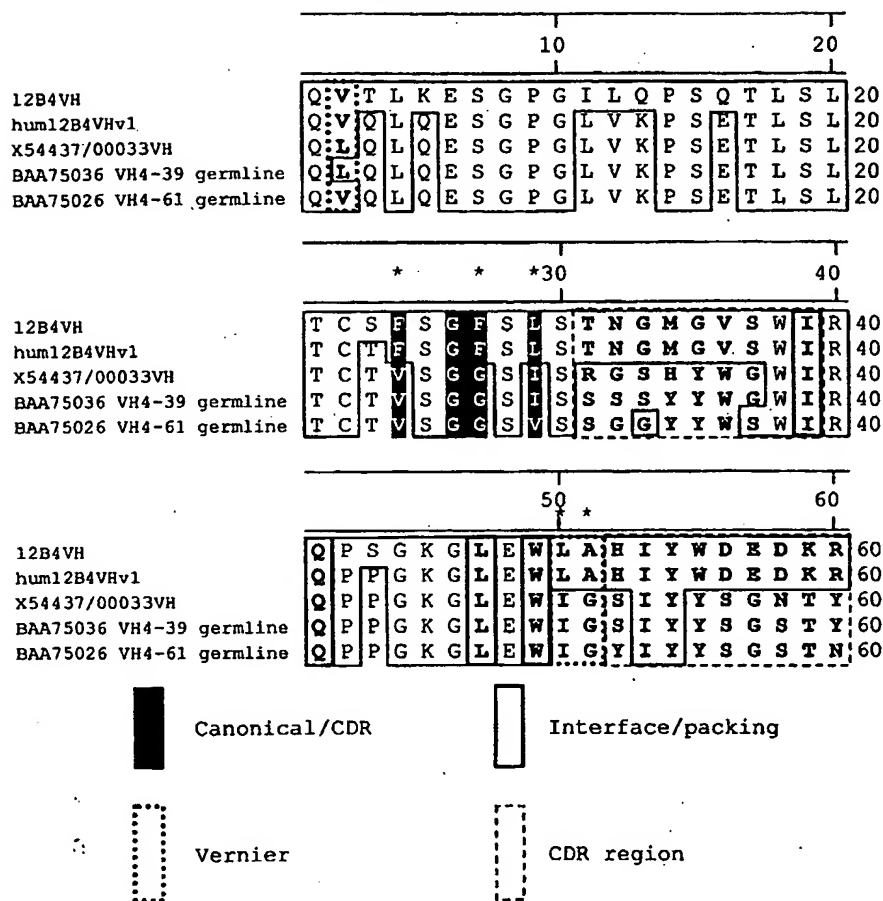 10 20
12B4VH Q V T L K E S G P G I L Q P S Q T L S L 20
hum12B4VHv1 Q V Q L Q E S G P G L V K P S E T L S L 20
X54437/00033VH Q L Q L Q E S G P G L V K P S E T L S L 20
BAA75036 VH4-39 germline Q L Q L Q E S G P G L V K P S E T L S L 20
BAA75026 VH4-61 germline Q V Q L Q E S G P G L V K P S E T L S L 20
* * * 30 40
12B4VH T C S F S G F S L S T N G M G V S W I R 40
hum12B4VHv1 T C T F S G F S L S T N G M G V S W I R 40
X54437/00033VH T C T V S G G S I S R G S H Y W G W I R 40
BAA75036 VH4-39 germline T C T V S G G S I S S S S Y Y W G W I R 40
BAA75026 VH4-61 germline T C T V S G G S V S S G G Y Y W S W I R 40
50 60
* *
12B4VH Q P S G K G L E W L A H I Y W D E D K R 60
hum12B4VHv1 Q P P G K G L E W L A H I Y W D E D K R 60
X54437/00033VH Q P P G K G L E W I G S I Y Y S G N T Y 60
BAA75036 VH4-39 germline Q P P G K G L E W I G S I Y Y S G S T Y 60
BAA75026 VH4-61 germline Q P P G K G L E W I G Y I Y Y S G S T N 60
Canonical/CDR Interface/packing
Vernier CDR region